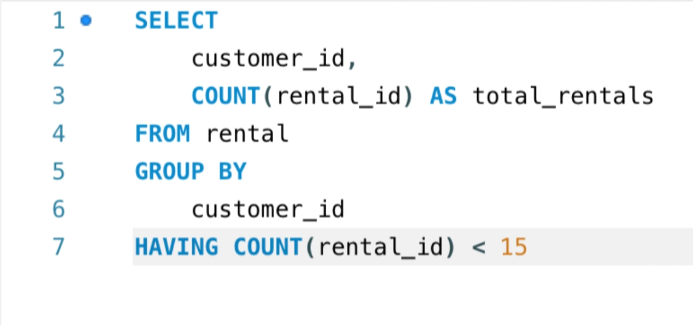 1 SELECT
2 customer_id,
3 COUNT(rental_id) AS total_rentals
4 FROM rental
5 GROUP BY
6 customer_id
7 HAVING COUNT(rental_id) < 15